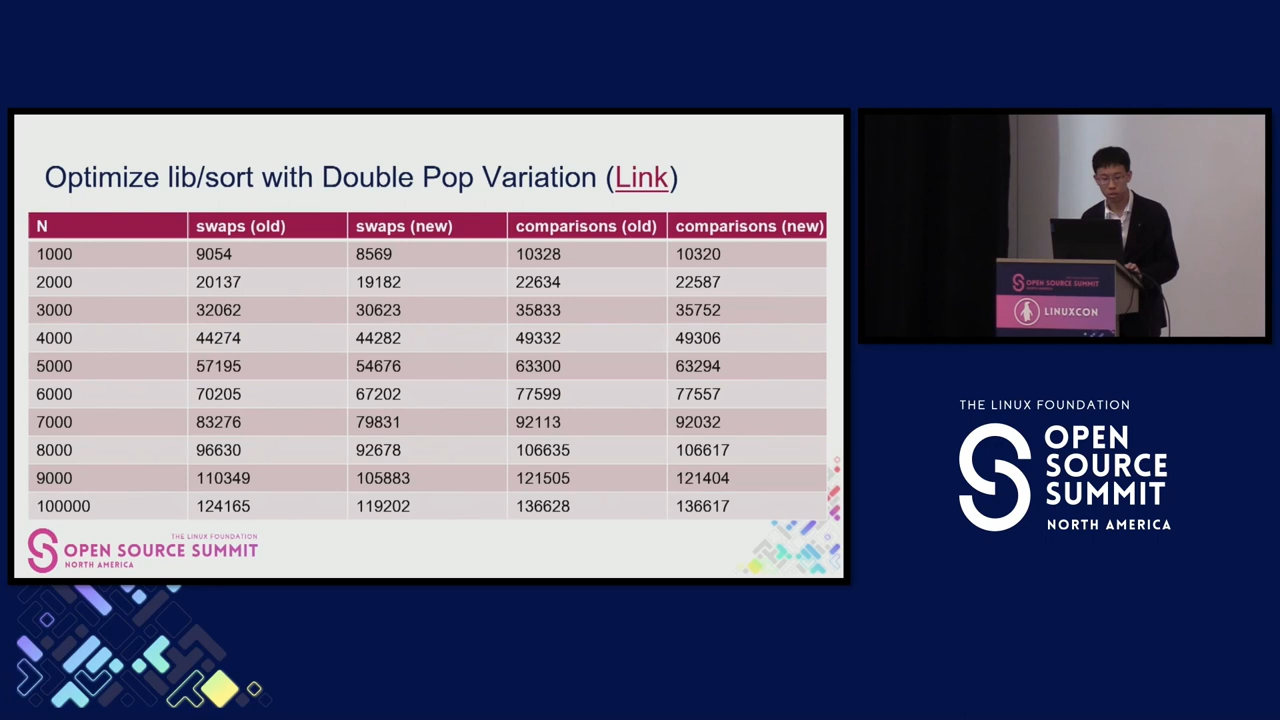 Optimize lib/sort with Double Pop Variation (Link)
N swaps (old) swaps (new) comparisons (old) comparisons (new)
1000 9054 8569 10328 10320
2000 20137 19182 22634 22587
3000 32062 30623 35833 35752
4000 44274 44282 49332 49306
5000 57195 54676 63300 63294
6000 70205 67202 77599 77557
7000 83276 79831 92113 92032
8000 96630 92678 106635 106617
9000 110349 105883 121505 121404
100000 124165 119202 136628 136617
THE LINUX FOUNDATION
OPEN SOURCE SUMMIT
NORTH AMERICA
OPEN SOURCE SUMMIT
NORTH AMERICA
LINUXCON
THE LINUX FOUNDATION
OPEN
SOURCE
SUMMIT
NORTH AMERICA